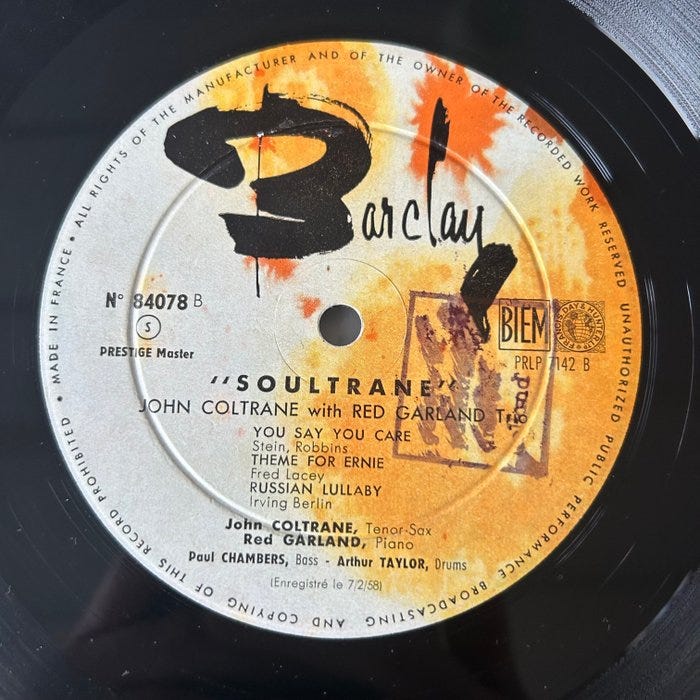 MADE IN FRANCE • ALL RIGHTS OF THE MANUFACTURER AND OF THE OWNER OF THE RECORDED WORK RESERVED UNAUTHORIZED PUBLIC PERFORMANCE BROADCASTING AND COPYING OF THIS RECORD PROHIBITED •
Barclay
N° 84078 B
S
PRESTIGE Master
BIEM
FRANCIS DAY & HUNTER
PRLP 7142 B
"SOULTRANE"
JOHN COLTRANE with RED GARLAND Trio
YOU SAY YOU CARE
Stein, Robbins
THEME FOR ERNIE
Fred Lacey
RUSSIAN LULLABY
Irving Berlin
John COLTRANE, Tenor-Sax
Red GARLAND, Piano
Paul CHAMBERS, Bass - Arthur TAYLOR, Drums
(Enregistré le 7/2/58)